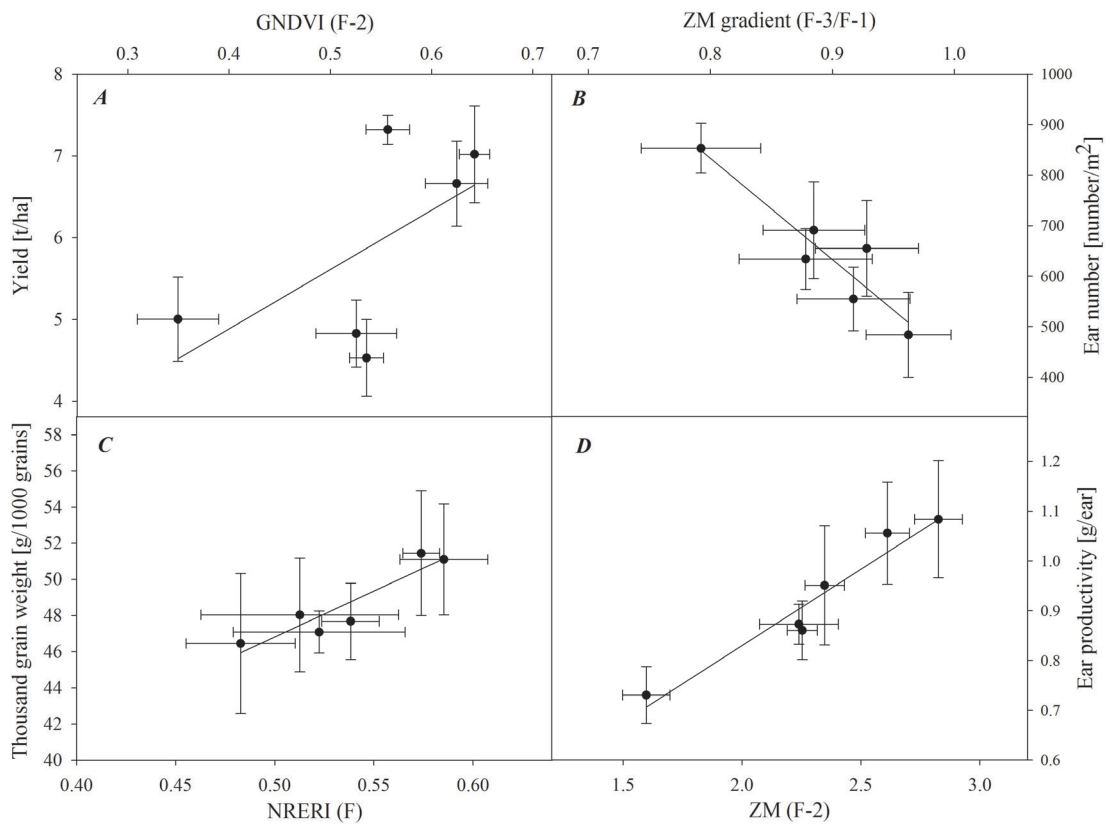 GNDVI (F-2)
ZM gradient (F-3/F-1)
0.3 0.4 0.5 0.6 0.7
0.7 0.8 0.9 1.0
A
B
8
7
6
5
4
Yield [t/ha]
1000
900
800
700
600
500
400
Ear number [number/m2]
C
D
58
56
54
52
50
48
46
44
42
40
Thousand grain weight [g/1000 grains]
1.2
1.1
1.0
0.9
0.8
0.7
0.6
Ear productivity [g/ear]
0.40 0.45 0.50 0.55 0.60
1.5 2.0 2.5 3.0
NRERI (F)
ZM (F-2)